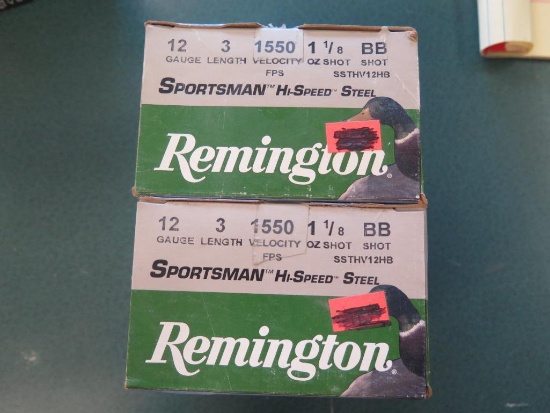 12 3 1550 1 1/8 BB
GAUGE LENGTH VELOCITY OZ SHOT SHOT
FPS SSTHV12HB
SPORTSMAN™ HI-SPEED™ STEEL
Remington®
12 3 1550 1 1/8 BB
GAUGE LENGTH VELOCITY OZ SHOT SHOT
FPS SSTHV12HB
SPORTSMAN™ HI-SPEED™ STEEL
Remington®